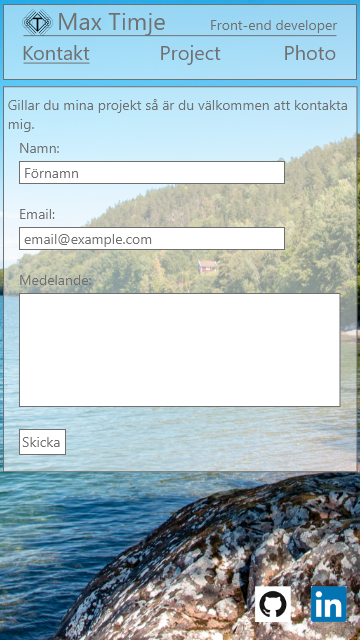 Max Timje
Front-end developer
Kontakt Project Photo
Gillar du mina projekt så är du välkommen att kontakta
mig.
Namn:
Förnamn
Email:
email@example.com
Medelande:
Skicka
in